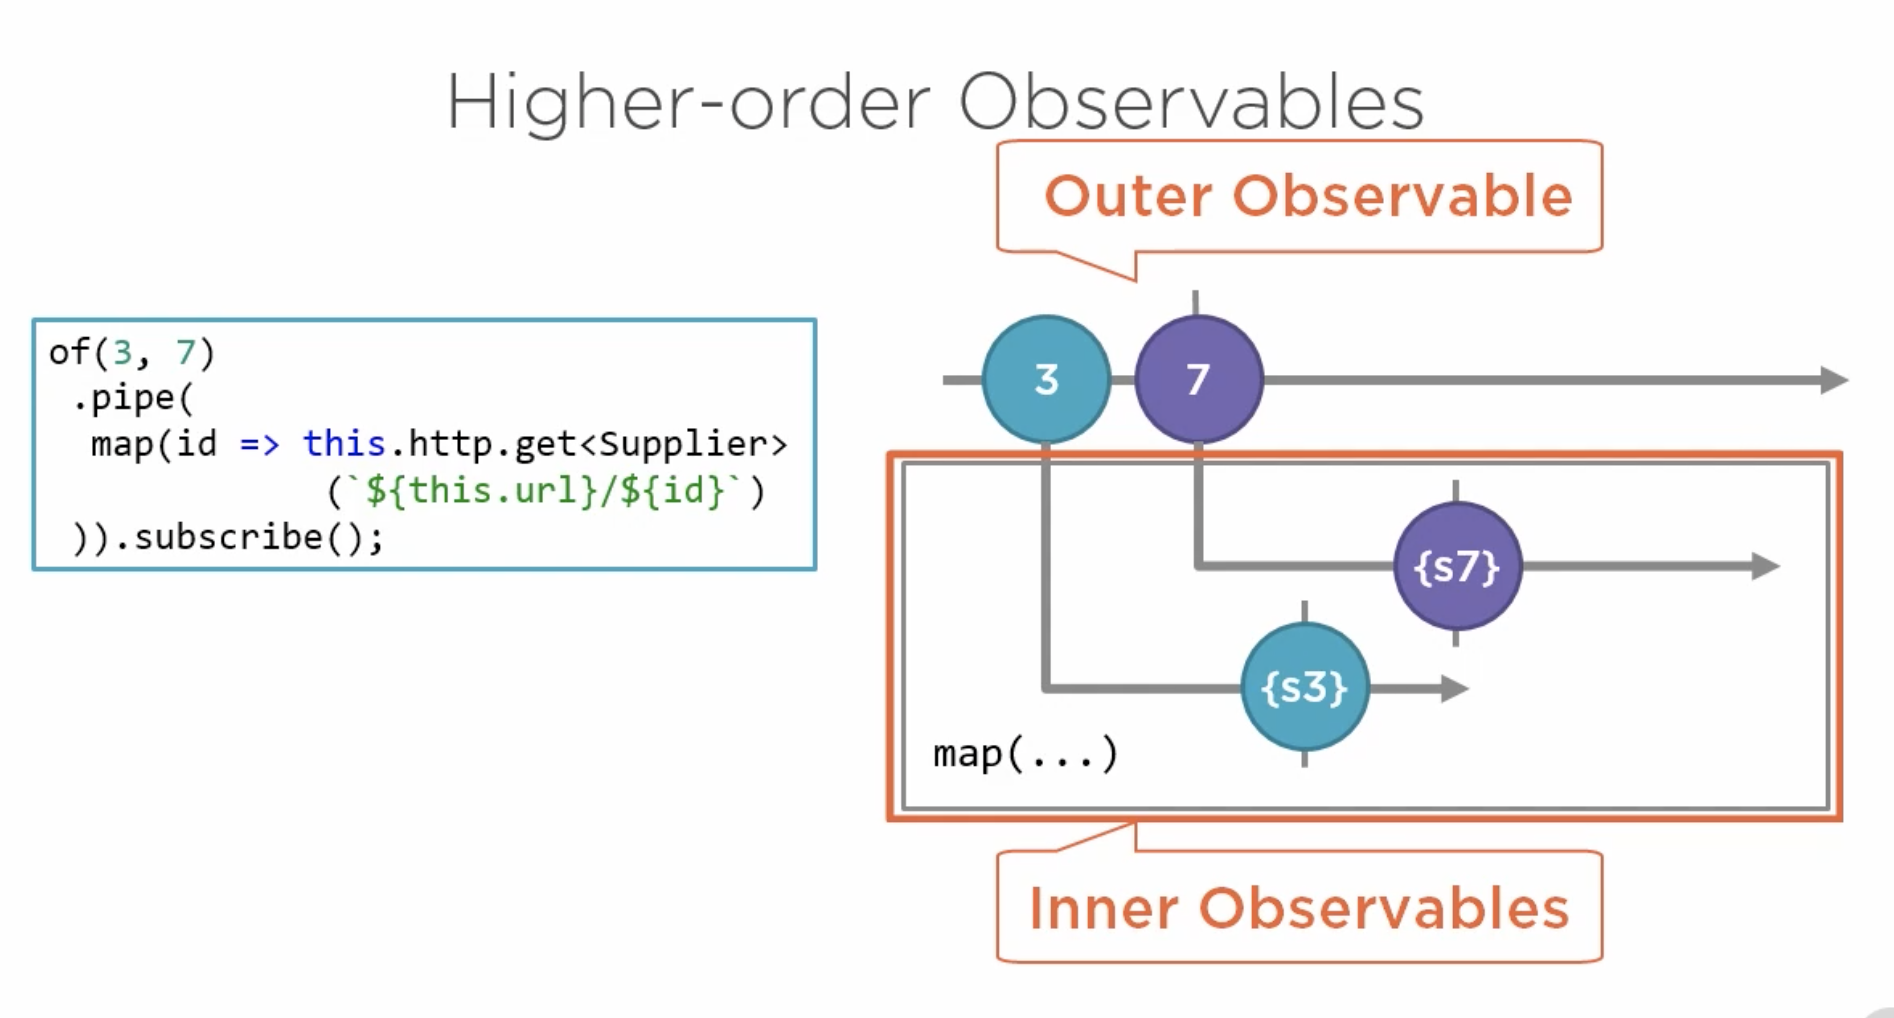 Higher-order Observables
Outer Observable
of(3, 7)
.pipe(
map(id => this.http.get<Supplier>
(`${this.url}/${id}`)
)).subscribe();
3
7
{s7}
{s3}
map(...)
Inner Observables